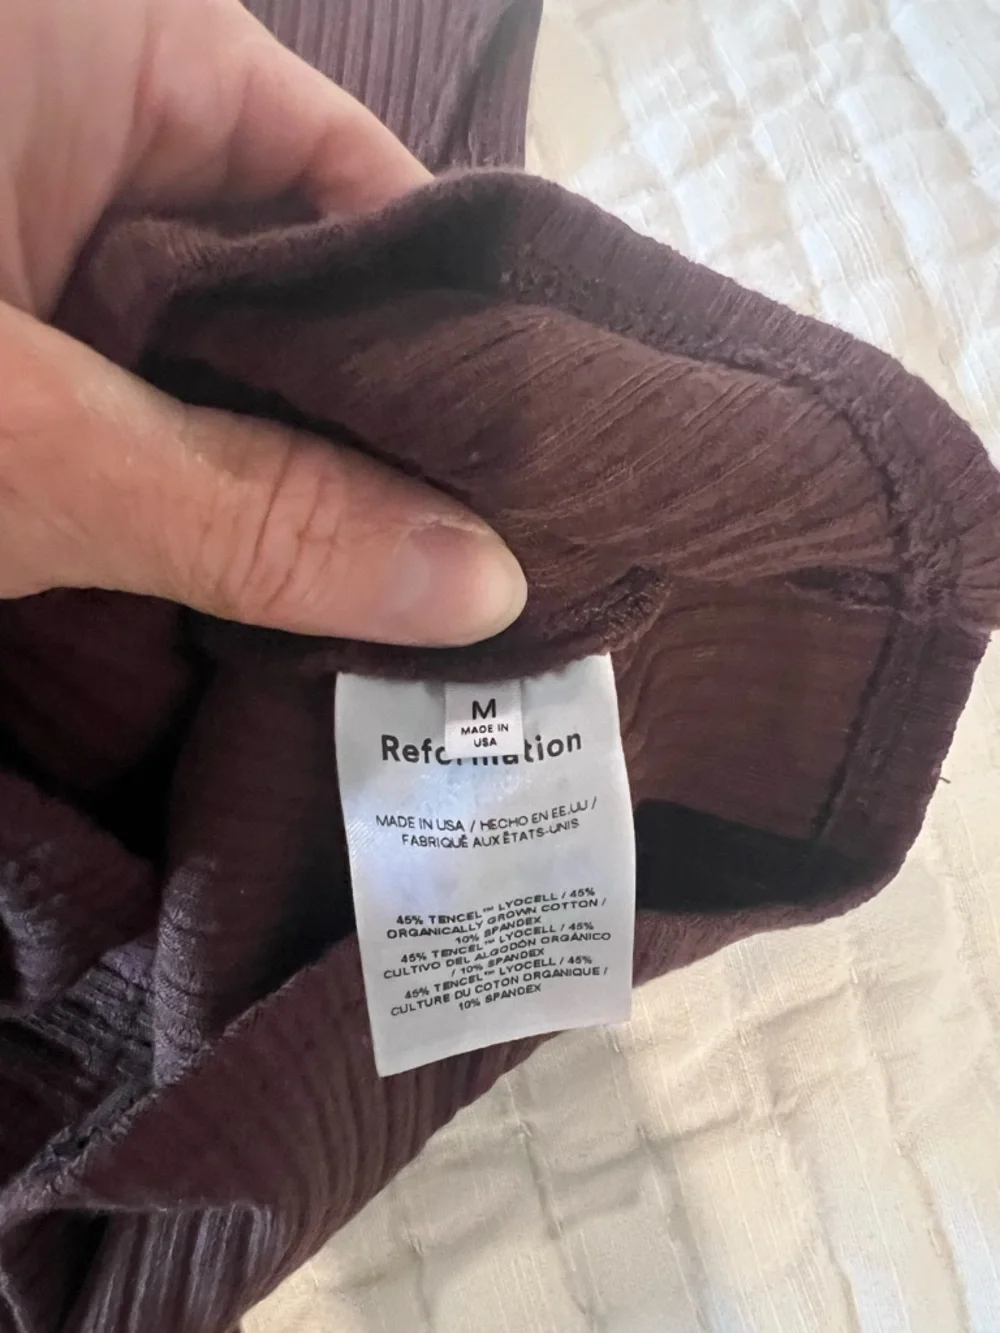 M
MADE IN
USA
Reformation
MADE IN USA / HECHO EN EE.UU /
FABRIQUÉ AUX ÉTATS-UNIS
45% TENCEL™ LYOCELL / 45%
ORGANICALLY GROWN COTTON /
10% SPANDEX
45% TENCEL™ LYOCELL / 45%
CULTIVO DEL ALGODÓN ORGÁNICO
/ 10% SPANDEX
45% TENCEL™ LYOCELL / 45%
CULTURE DU COTON ORGANIQUE /
10% SPANDEX